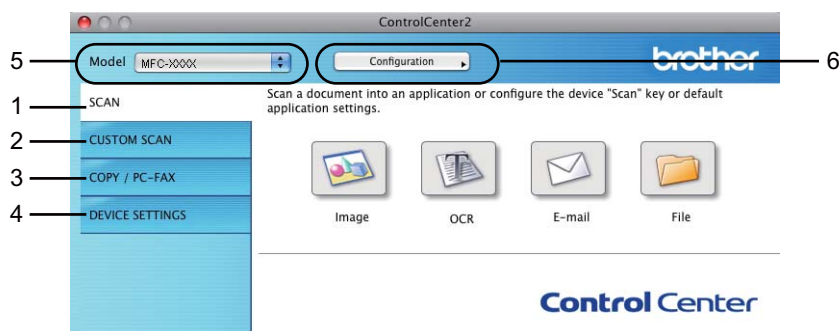 ControlCenter2
5
Model MFC-XXXX
Configuration
brother
6
1
SCAN
Scan a document into an application or configure the device "Scan" key or default
application settings.
2
CUSTOM SCAN
3
COPY / PC-FAX
4
DEVICE SETTINGS
Image
OCR
E-mail
File
Control Center